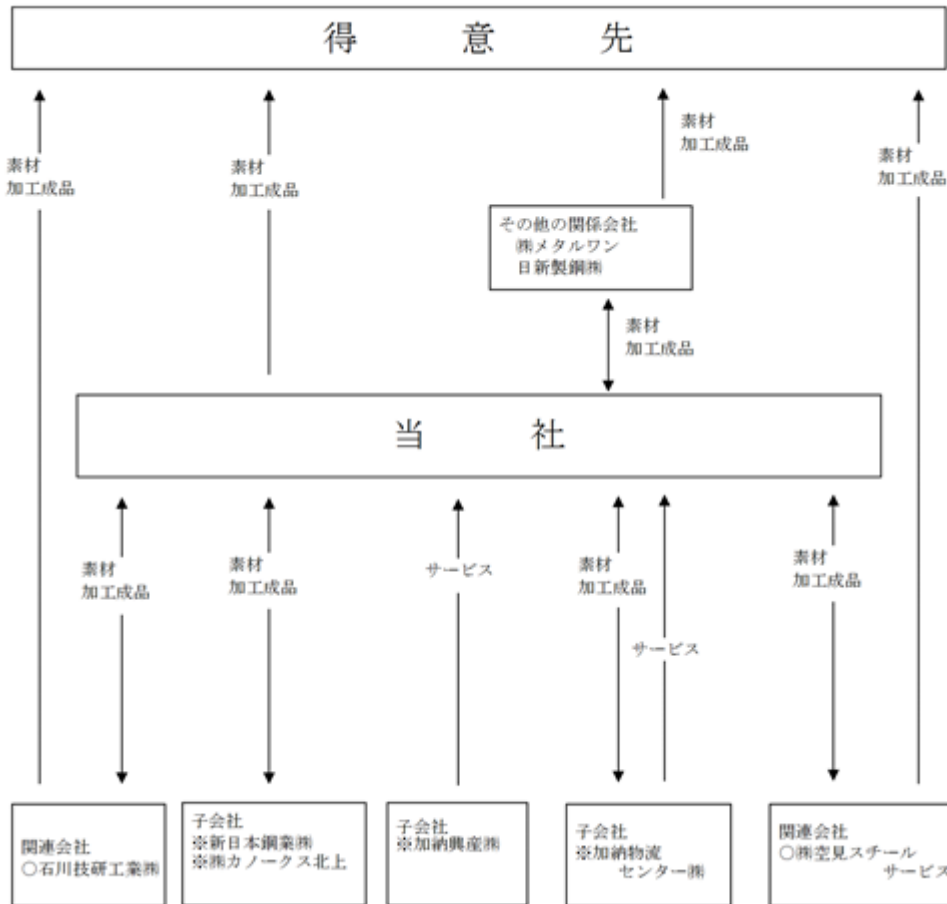 得意先
素材
加工成品
素材
加工成品
素材
加工成品
素材
加工成品
その他の関係会社
㈱メタルワン
日新製鋼㈱
素材
加工成品
当社
素材
加工成品
素材
加工成品
サービス
素材
加工成品
サービス
素材
加工成品
関連会社
○石川技研工業㈱
子会社
※新日本鋼業㈱
※㈱カノークス北上
子会社
※加納興産㈱
子会社
※加納物流
センター㈱
関連会社
○㈱空見スチール
サービス